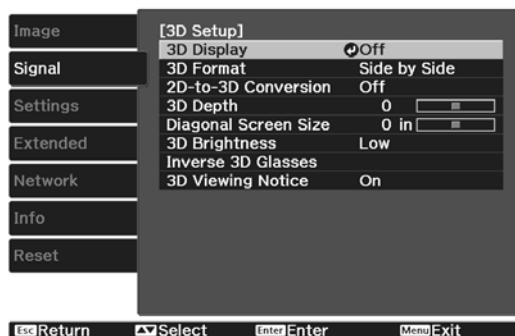 Image
Signal
Settings
Extended
Network
Info
Reset
[3D Setup]
3D Display Off
3D Format Side by Side
2D-to-3D Conversion Off
3D Depth 0
Diagonal Screen Size 0 in
3D Brightness Low
Inverse 3D Glasses
3D Viewing Notice On
Esc Return Select Enter Enter Menu Exit